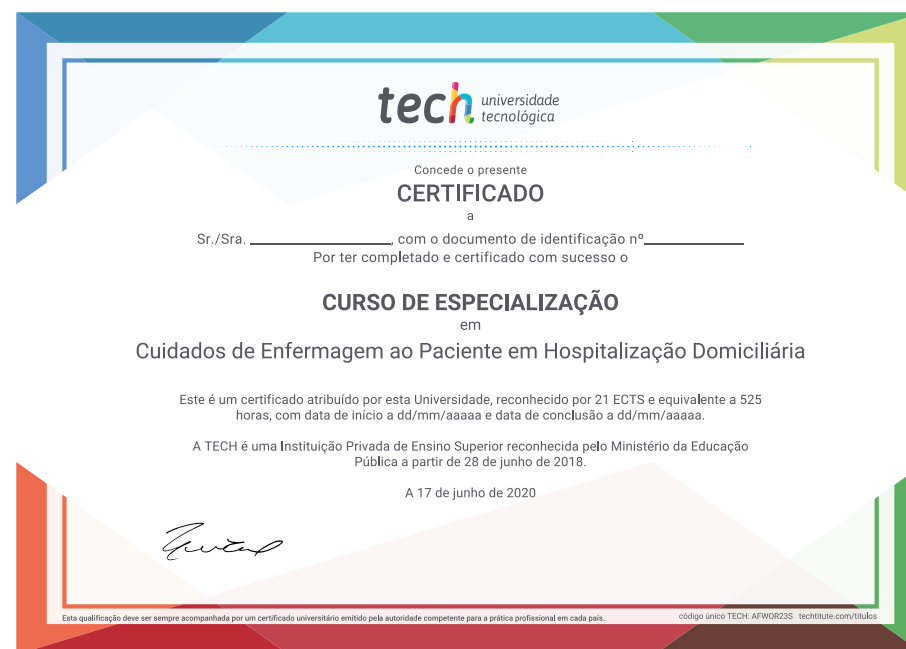 tech universidade
tecnológica
Concede o presente
CERTIFICADO
a
Sr./Sra. ____________________, com o documento de identificação nº______________
Por ter completado e certificado com sucesso o
CURSO DE ESPECIALIZAÇÃO
em
Cuidados de Enfermagem ao Paciente em Hospitalização Domiciliária
Este é um certificado atribuído por esta Universidade, reconhecido por 21 ECTS e equivalente a 525
horas, com data de início a dd/mm/aaaaa e data de conclusão a dd/mm/aaaaa.
A TECH é uma Instituição Privada de Ensino Superior reconhecida pelo Ministério da Educação
Pública a partir de 28 de junho de 2018.
A 17 de junho de 2020
Esta qualificação deve ser sempre acompanhada por um certificado universitário emitido pela autoridade competente para a prática profissional em cada país.
código único TECH: AFWOR23S techtitute.com/titulos